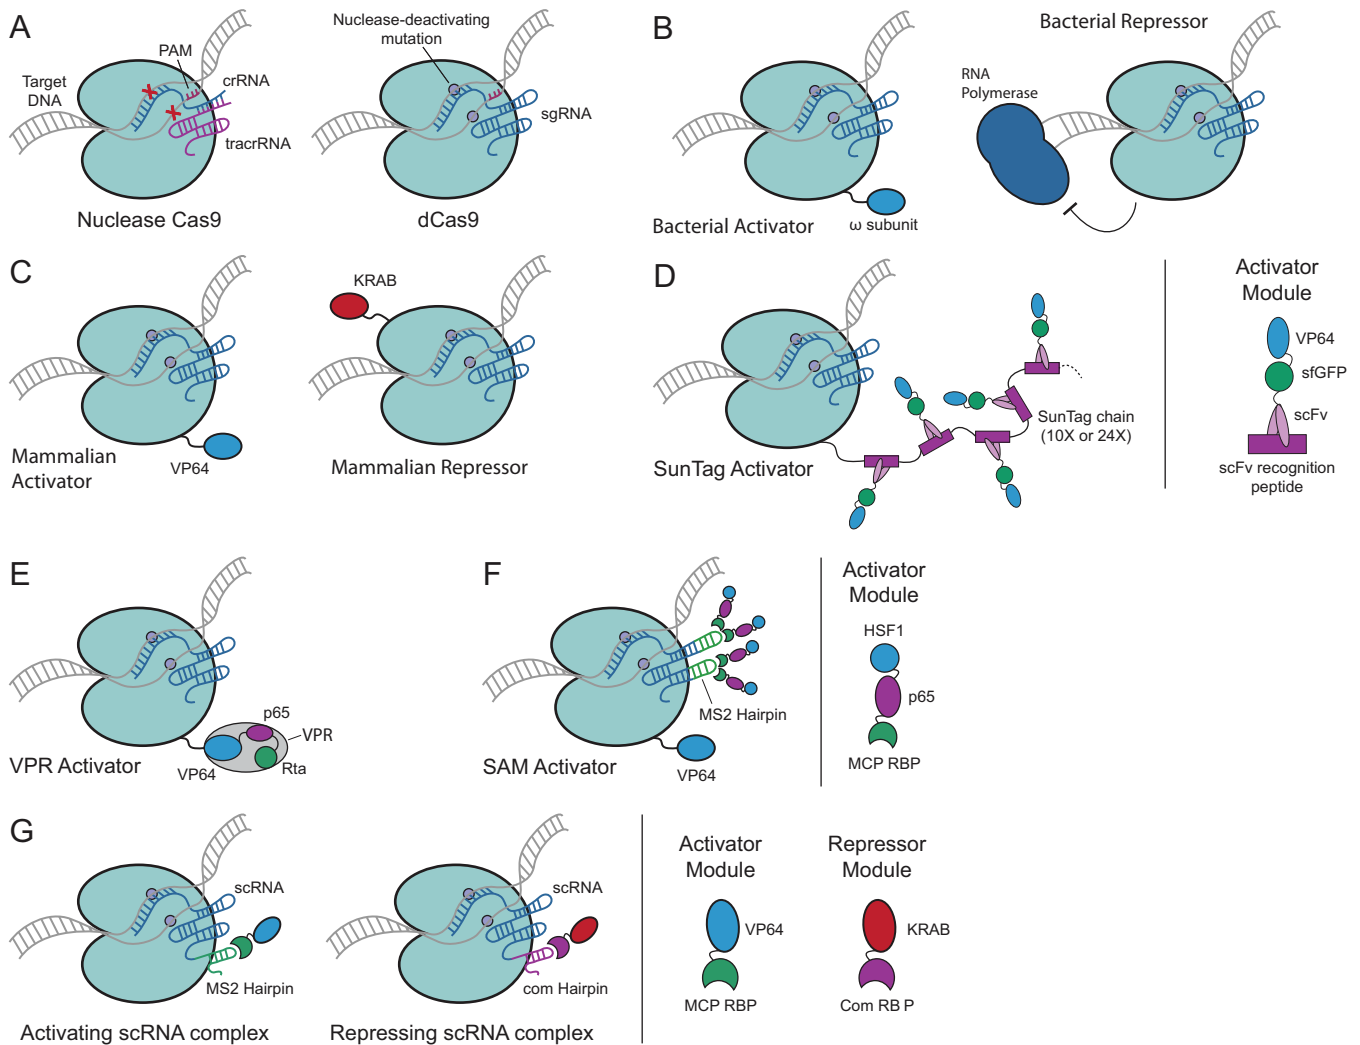 A
Nuclease-deactivating
mutation
PAM
Target
DNA
crRNA
tracrRNA
sgRNA
Nuclease Cas9
dCas9
B
Bacterial Repressor
RNA
Polymerase
Bacterial Activator
ω subunit
C
KRAB
Mammalian
Activator
VP64
Mammalian Repressor
D
Activator
Module
VP64
sfGFP
scFv
scFv recognition
peptide
SunTag chain
(10X or 24X)
SunTag Activator
E
p65
VPR
VP64
Rta
VPR Activator
F
MS2 Hairpin
SAM Activator
VP64
Activator
Module
HSF1
p65
MCP RBP
G
scRNA
MS2 Hairpin
Activating scRNA complex
scRNA
com Hairpin
Repressing scRNA complex
Activator
Module
VP64
MCP RBP
Repressor
Module
KRAB
Com RB P